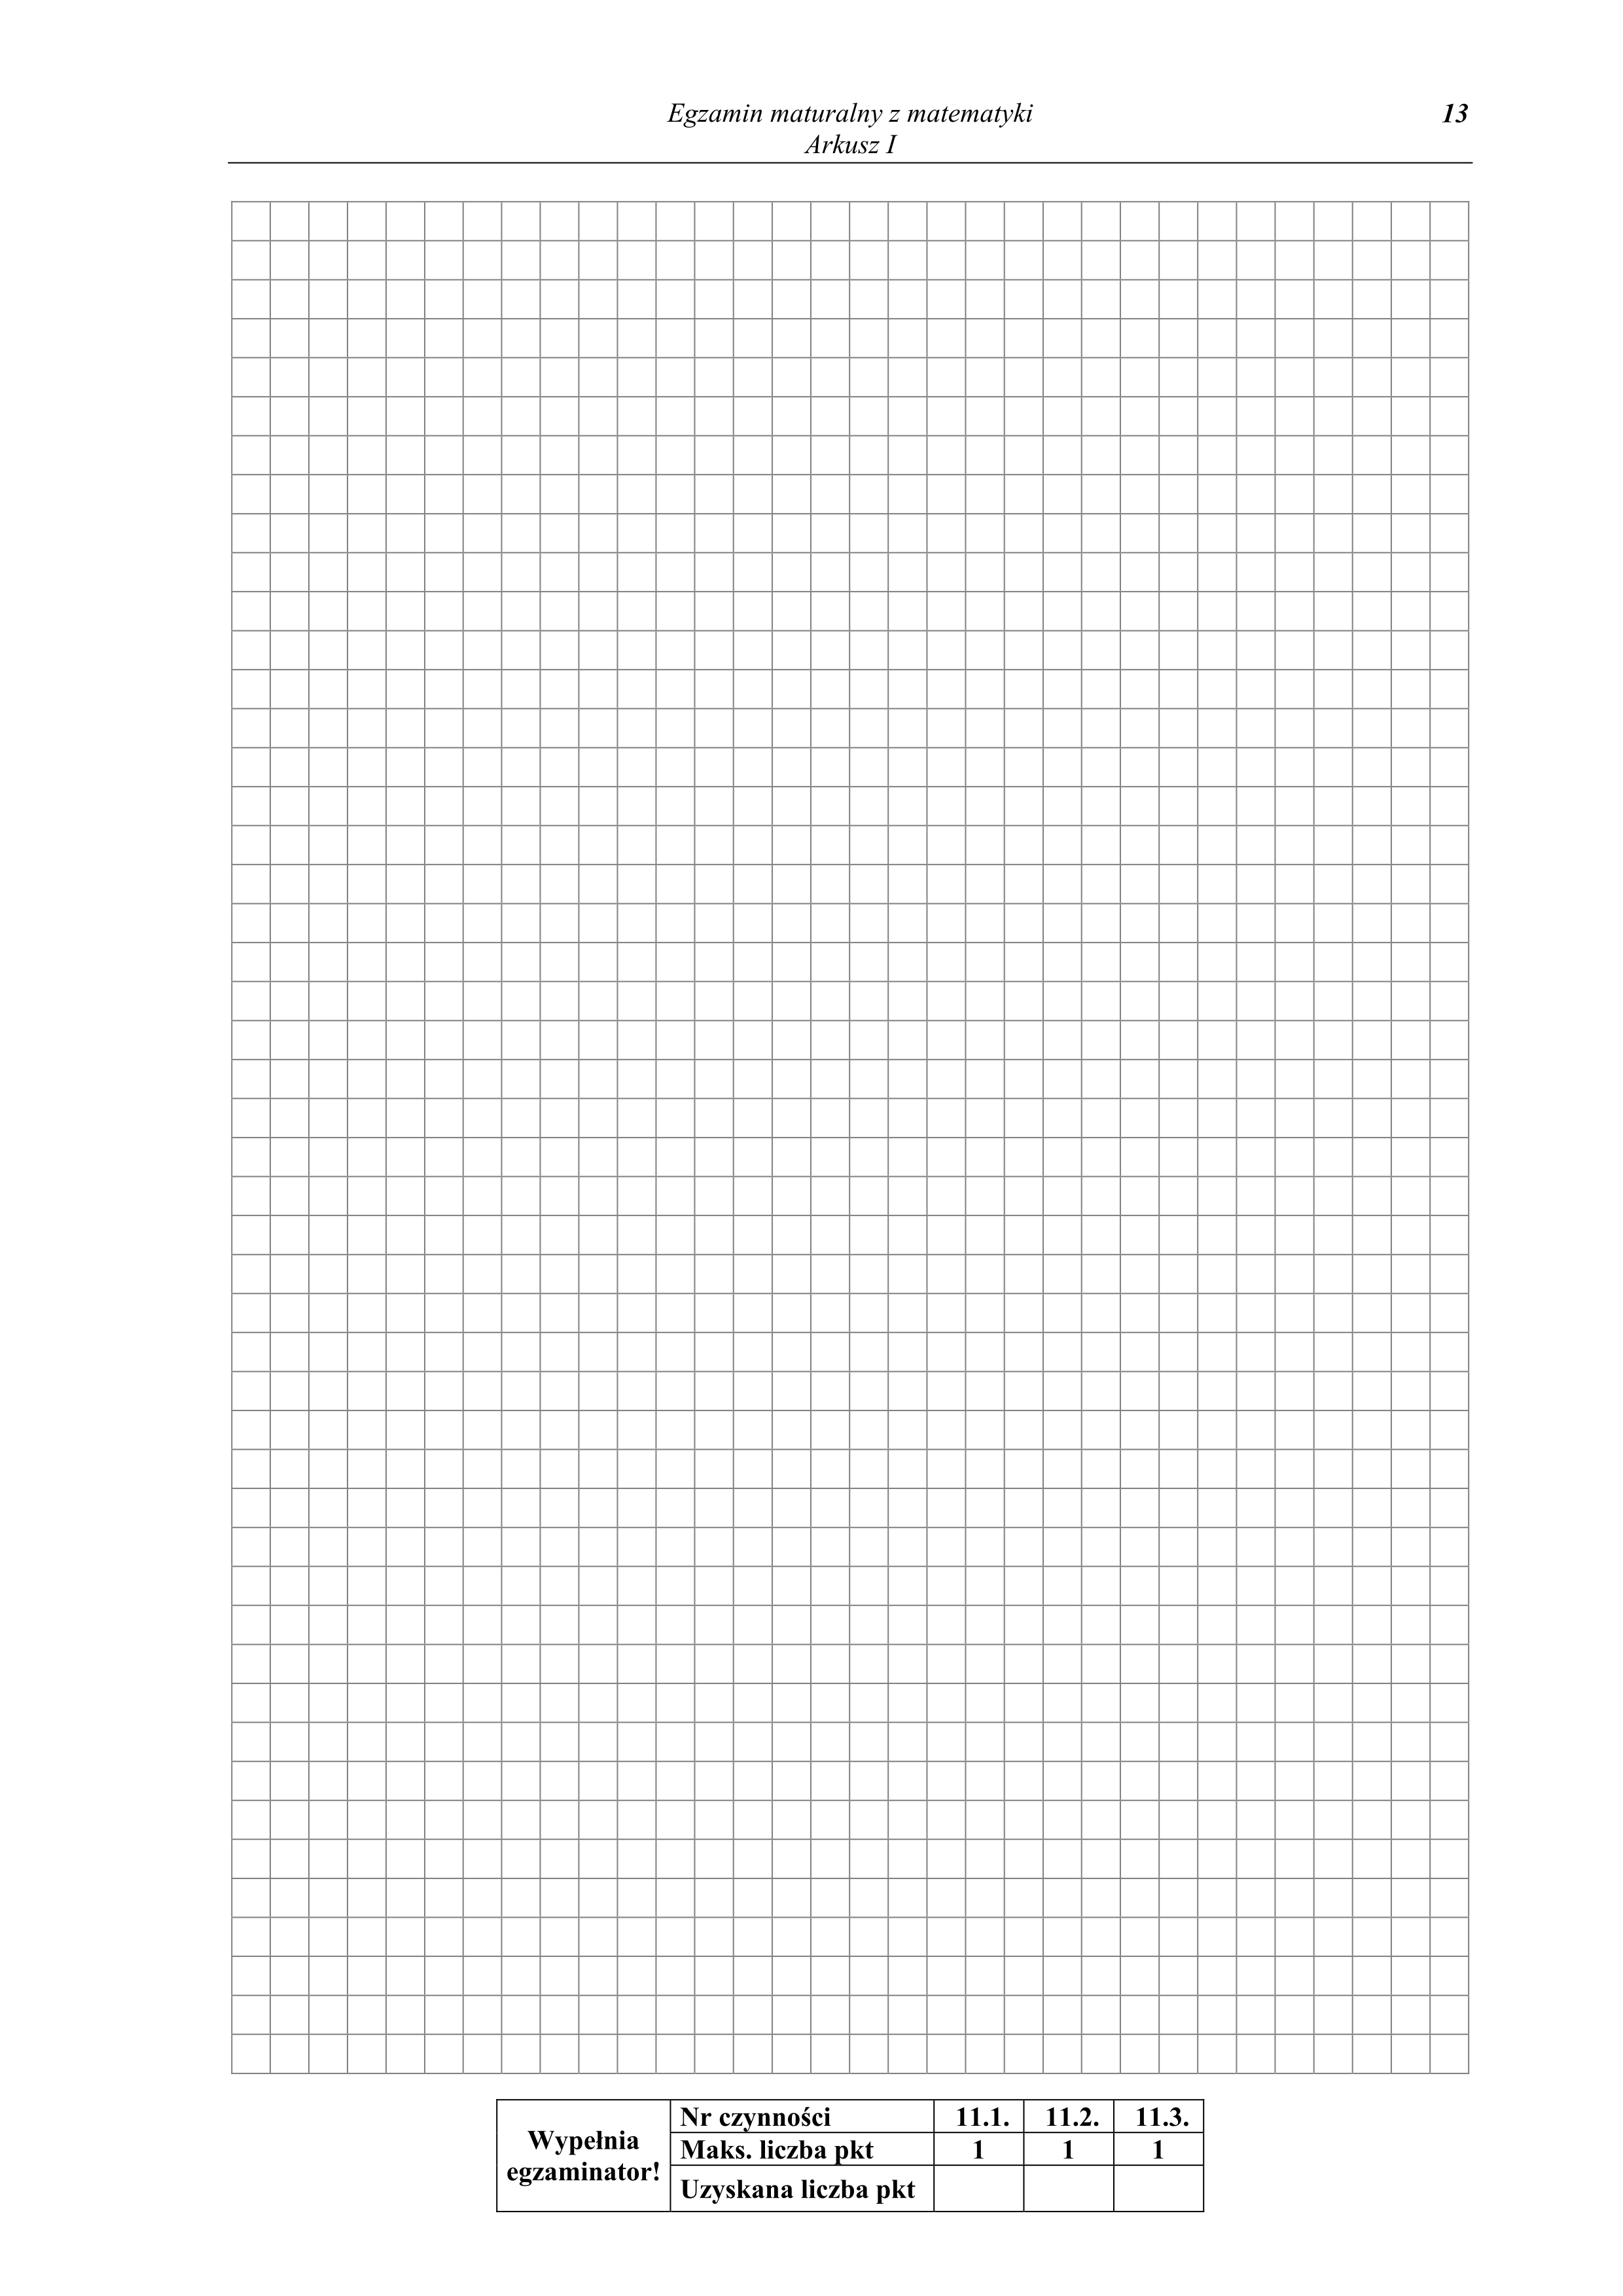 Egzamin maturalny z matematyki 13
Arkusz I
Wypełnia egzaminator!
Nr czynności 11.1. 11.2. 11.3.
Maks. liczba pkt 1 1 1
Uzyskana liczba pkt